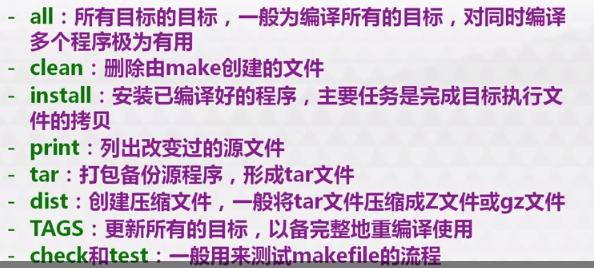 - all：所有目标的目标，一般为编译所有的目标，对同时编译
多个程序极为有用
- clean：删除由make创建的文件
- install：安装已编译好的程序，主要任务是完成目标执行文
件的拷贝
- print：列出改变过的源文件
- tar：打包备份源程序，形成tar文件
- dist：创建压缩文件，一般将tar文件压缩成Z文件或gz文件
- TAGS：更新所有的目标，以备完整地重编译使用
- check和test：一般用来测试makefile的流程